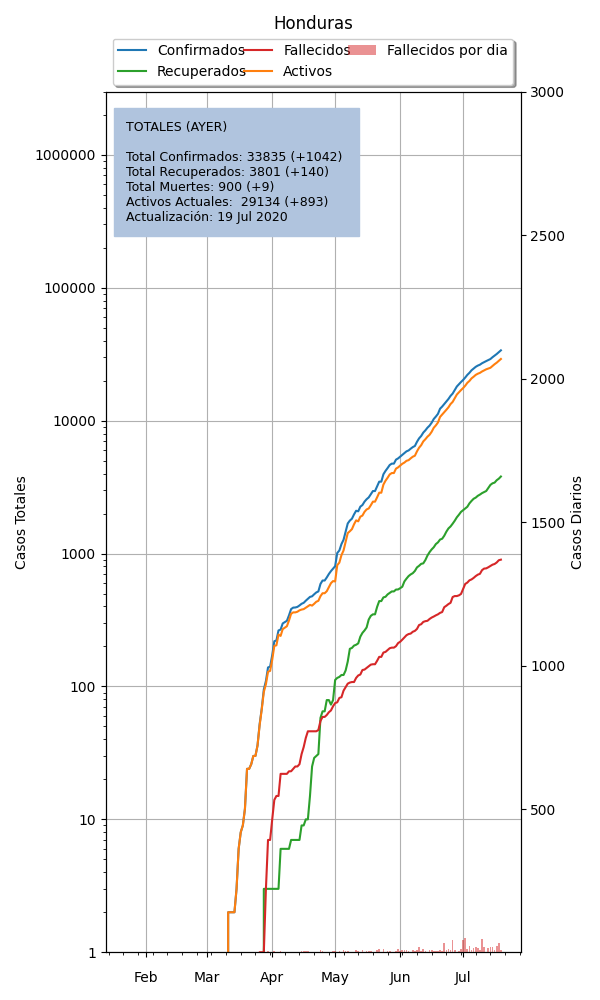 Honduras
Confirmados
Recuperados
Fallecidos
Activos
Fallecidos por dia
TOTALES (AYER)
Total Confirmados: 33835 (+1042)
Total Recuperados: 3801 (+140)
Total Muertes: 900 (+9)
Activos Actuales:  29134 (+893)
Actualización: 19 Jul 2020
Casos Totales
1000000
100000
10000
1000
100
10
1
3000
2500
2000
1500
1000
500
Casos Diarios
Feb
Mar
Apr
May
Jun
Jul